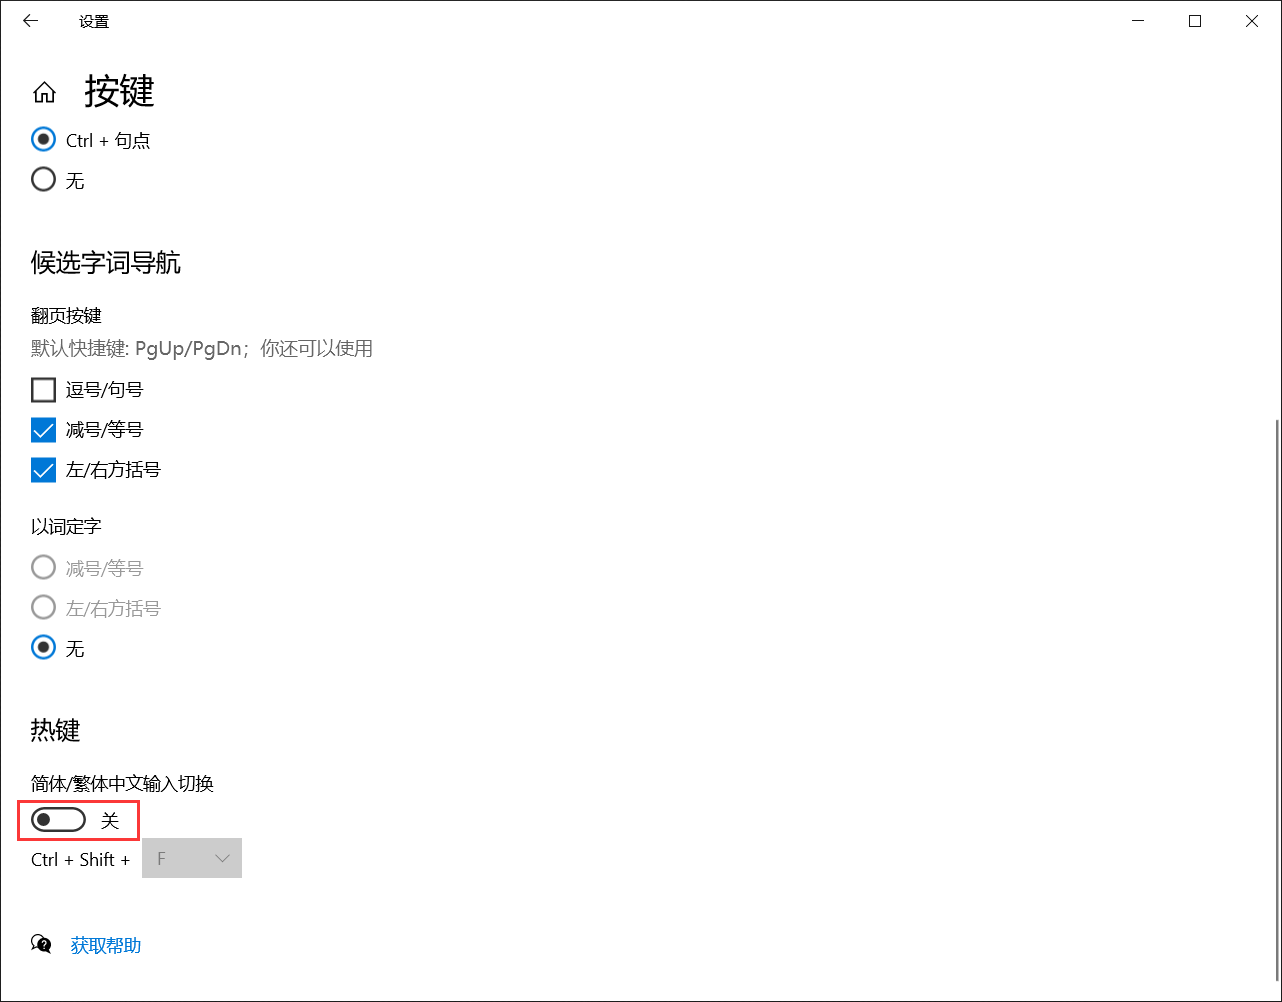 设置
按键
Ctrl + 句点
无
候选字词导航
翻页按键
默认快捷键: PgUp/PgDn；你还可以使用
逗号/句号
减号/等号
左/右方括号
以词定字
减号/等号
左/右方括号
无
热键
简体/繁体中文输入切换
关
Ctrl + Shift + F
获取帮助